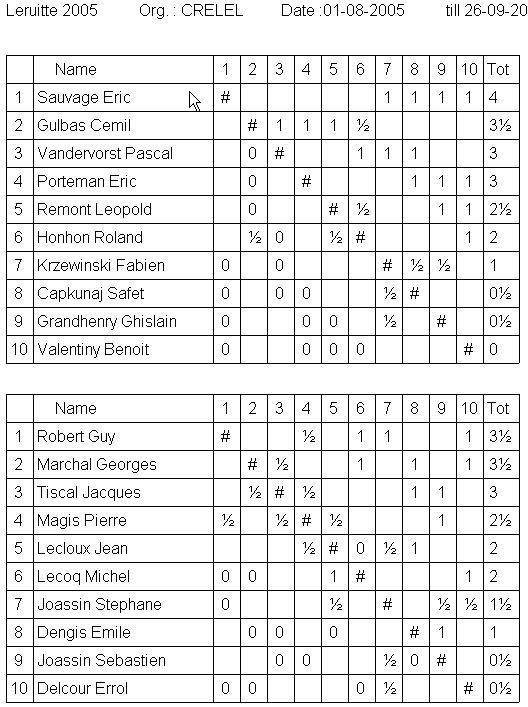 Leruitte 2005 Org. : CRELEL Date :01-08-2005 till 26-09-20
Name 1 2 3 4 5 6 7 8 9 10 Tot
1 Sauvage Eric # 1 1 1 1 4
2 Gulbas Cemil # 1 1 1 ½ 3½
3 Vandervorst Pascal 0 # 1 1 1 3
4 Porteman Eric 0 # 1 1 1 3
5 Remont Leopold 0 # ½ 1 1 2½
6 Honhon Roland ½ 0 ½ # 1 2
7 Krzewinski Fabien 0 0 # ½ ½ 1
8 Capkunaj Safet 0 0 0 ½ # 0½
9 Grandhenry Ghislain 0 0 0 ½ # 0½
10 Valentiny Benoit 0 0 0 0 # 0
Name 1 2 3 4 5 6 7 8 9 10 Tot
1 Robert Guy # ½ 1 1 1 3½
2 Marchal Georges # ½ 1 1 1 3½
3 Tiscal Jacques ½ # ½ 1 1 3
4 Magis Pierre ½ ½ # ½ 1 2½
5 Lecloux Jean ½ # 0 ½ 1 2
6 Lecoq Michel 0 0 1 # 1 2
7 Joassin Stephane 0 ½ # ½ ½ 1½
8 Dengis Emile 0 0 0 # 1 1
9 Joassin Sebastien 0 0 ½ 0 # 0½
10 Delcour Errol 0 0 0 ½ # 0½